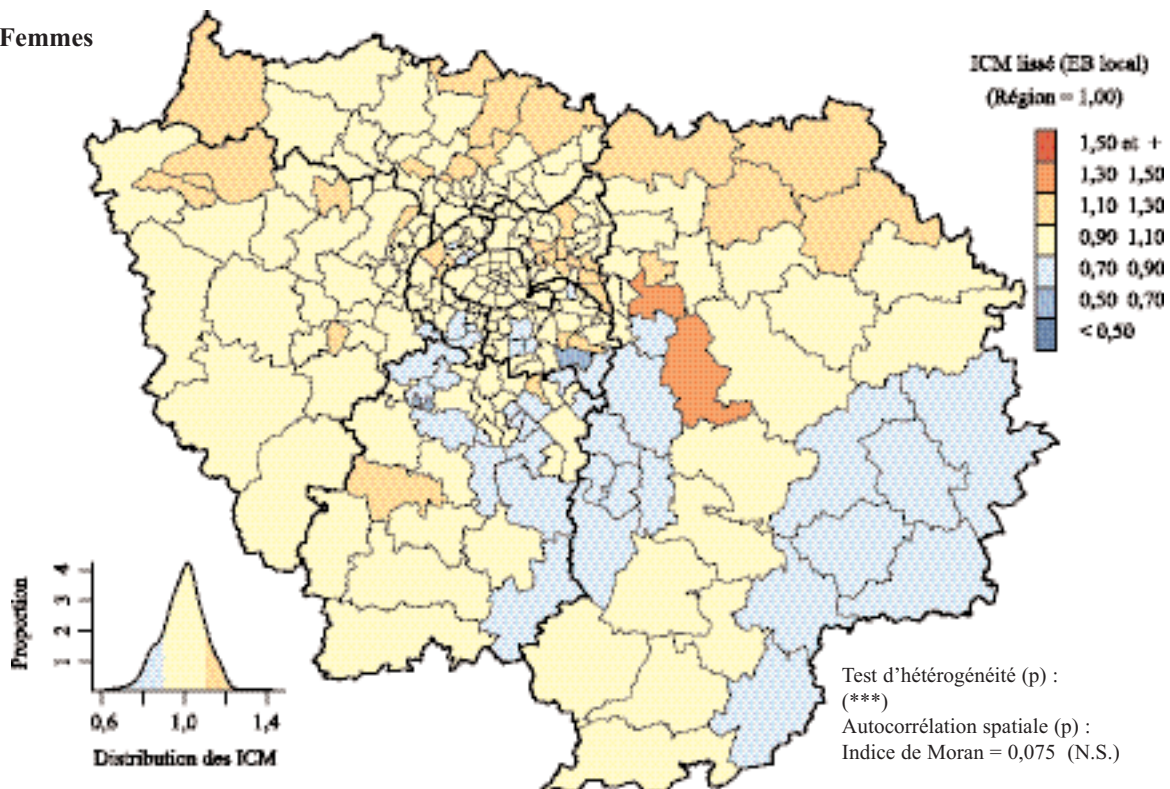 Femmes
ICM lissé (EB local)
(Région = 1,00)
1,50 et +
1,30 1,50
1,10 1,30
0,90 1,10
0,70 0,90
0,50 0,70
< 0,50
Proportion
4
3
2
1
0,6 1,0 1,4
Distribution des ICM
Test d'hétérogénéité (p) :
(***)
Autocorrélation spatiale (p) :
Indice de Moran = 0,075 (N.S.)